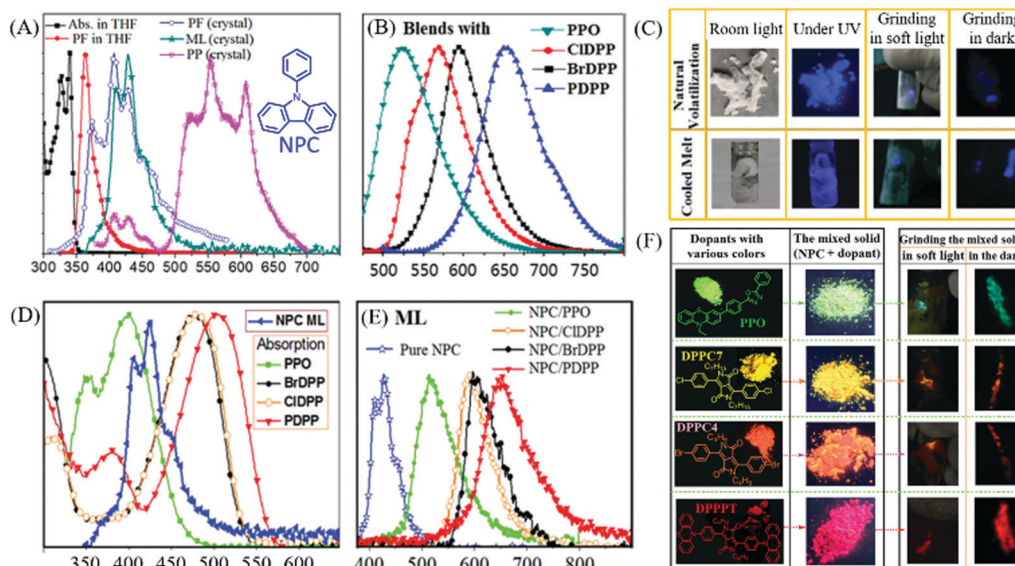 (A)
Abs. in THF
PF in THF
PF (crystal)
ML (crystal)
PP (crystal)
NPC
300 350 400 450 500 550 600 650 700
(B)
Blends with
PPO
ClDPP
BrDPP
PDPP
500 550 600 650 700 750
(C)
Room light
Under UV
Grinding
in soft light
Grinding
in dark
Natural
Volatilization
Cooled Melt
(D)
NPC ML
Absorption
PPO
BrDPP
ClDPP
PDPP
350 400 450 500 550 600 650
(E) ML
Pure NPC
NPC/PPO
NPC/ClDPP
NPC/BrDPP
NPC/PDPP
400 500 600 700 800
(F)
Dopants with
various colors
The mixed solid
(NPC + dopant)
Grinding the mixed sol
in soft light
in the dar
PPO
DPPC7
DPPC4
DPPPT